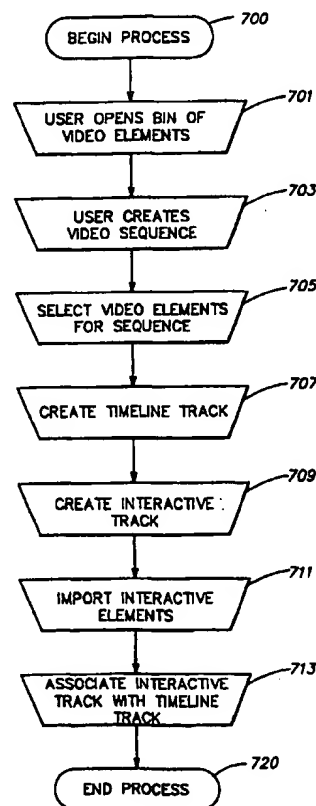 700
BEGIN PROCESS
701
USER OPENS BIN OF
VIDEO ELEMENTS
703
USER CREATES
VIDEO SEQUENCE
705
SELECT VIDEO ELEMENTS
FOR SEQUENCE
707
CREATE TIMELINE TRACK
709
CREATE INTERACTIVE
TRACK
711
IMPORT INTERACTIVE
ELEMENTS
713
ASSOCIATE INTERACTIVE
TRACK WITH TIMELINE
TRACK
720
END PROCESS